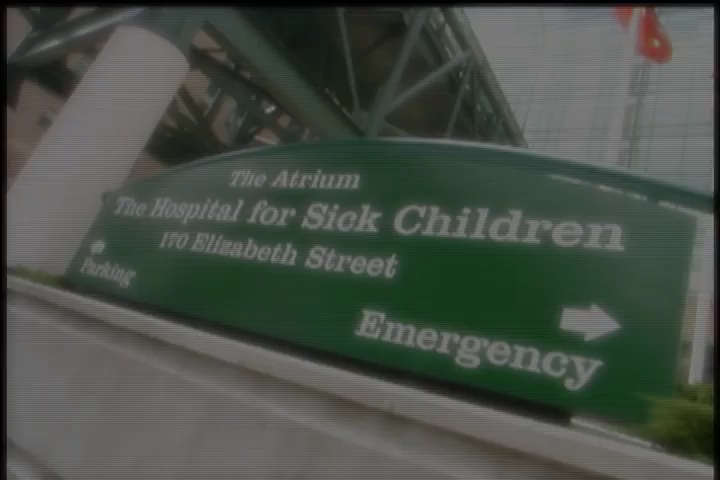 The Atrium
The Hospital for Sick Children
170 Elizabeth Street
Parking
Emergency